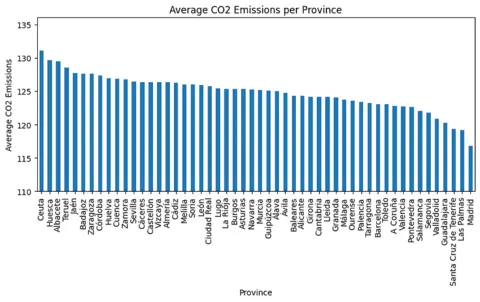 Average CO2 Emissions per Province
Average CO2 Emissions
135
130
125
120
115
110
Ceuta
Huesca
Albacete
Teruel
Jaén
Badajoz
Zaragoza
Córdoba
Huelva
Cuenca
Zamora
Sevilla
Cáceres
Castellón
Vizcaya
Almería
Cádiz
Melilla
Soria
León
Ciudad Real
Lugo
La Rioja
Burgos
Asturias
Navarra
Murcia
Guipúzcoa
Álava
Ávila
Baleares
Alicante
Girona
Cantabria
Lleida
Granada
Málaga
Ourense
Palencia
Tarragona
Barcelona
Toledo
A Coruña
Valencia
Pontevedra
Salamanca
Segovia
Valladolid
Guadalajara
Santa Cruz de Tenerife
Las Palmas
Madrid
Province